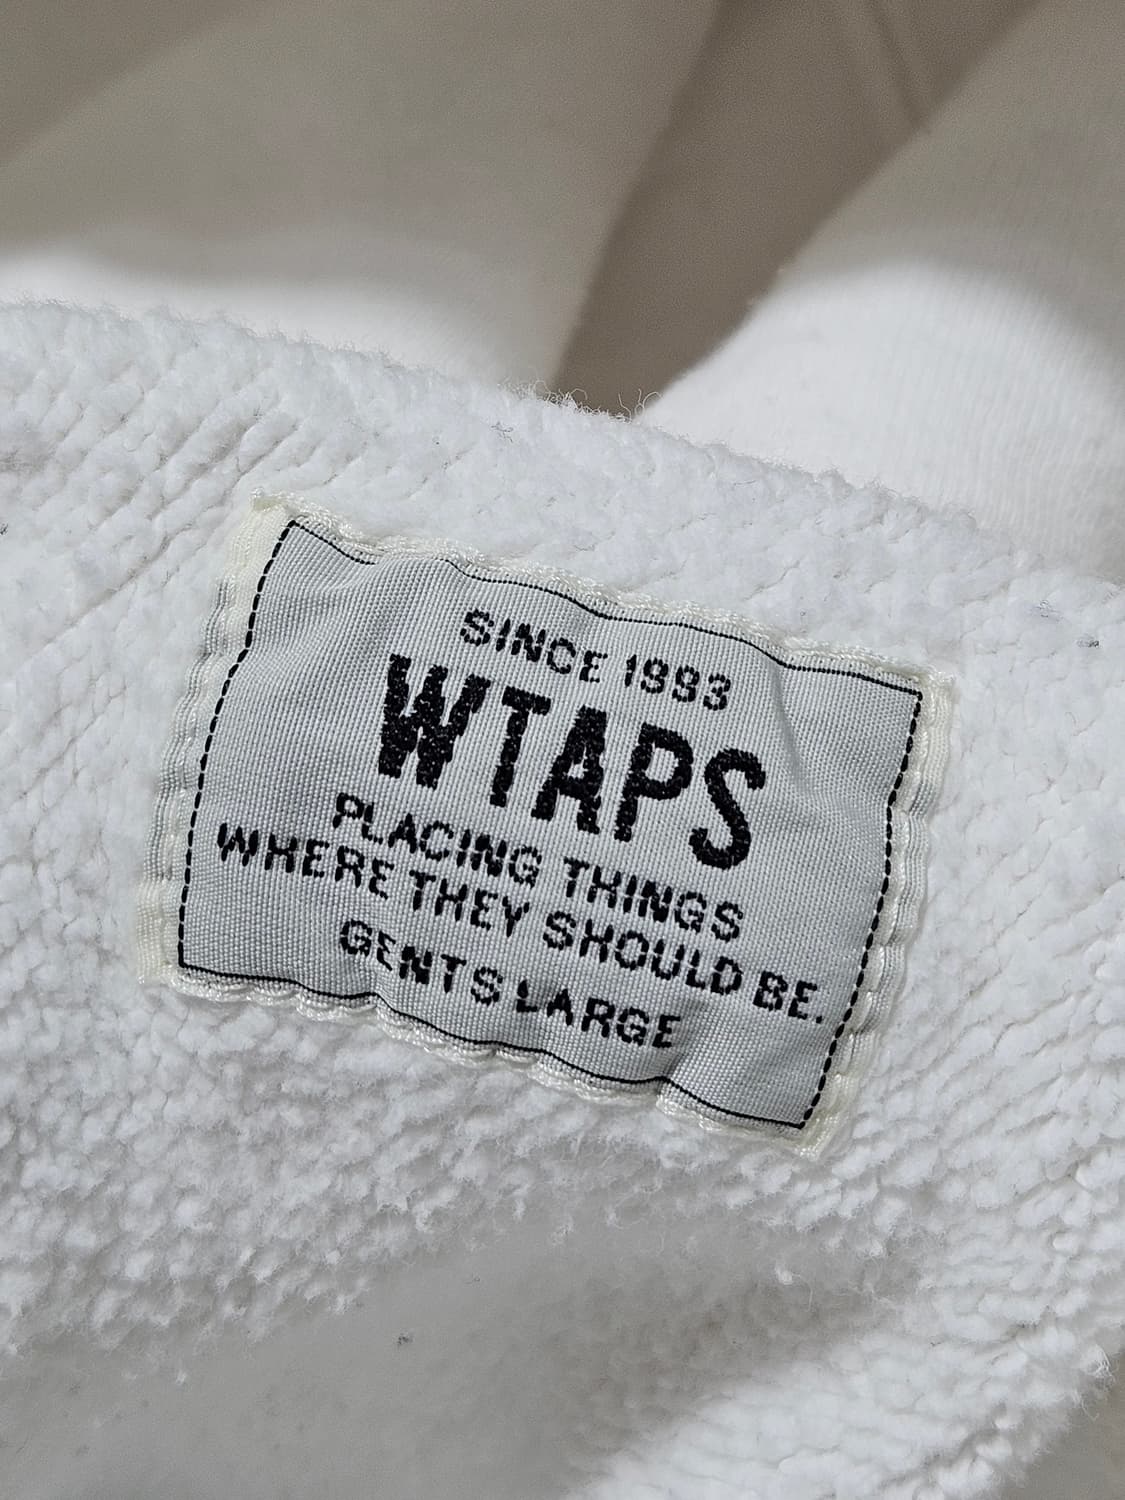 SINCE 1993
WTAPS
PLACING THINGS
WHERE THEY SHOULD BE.
GENTS LARGE